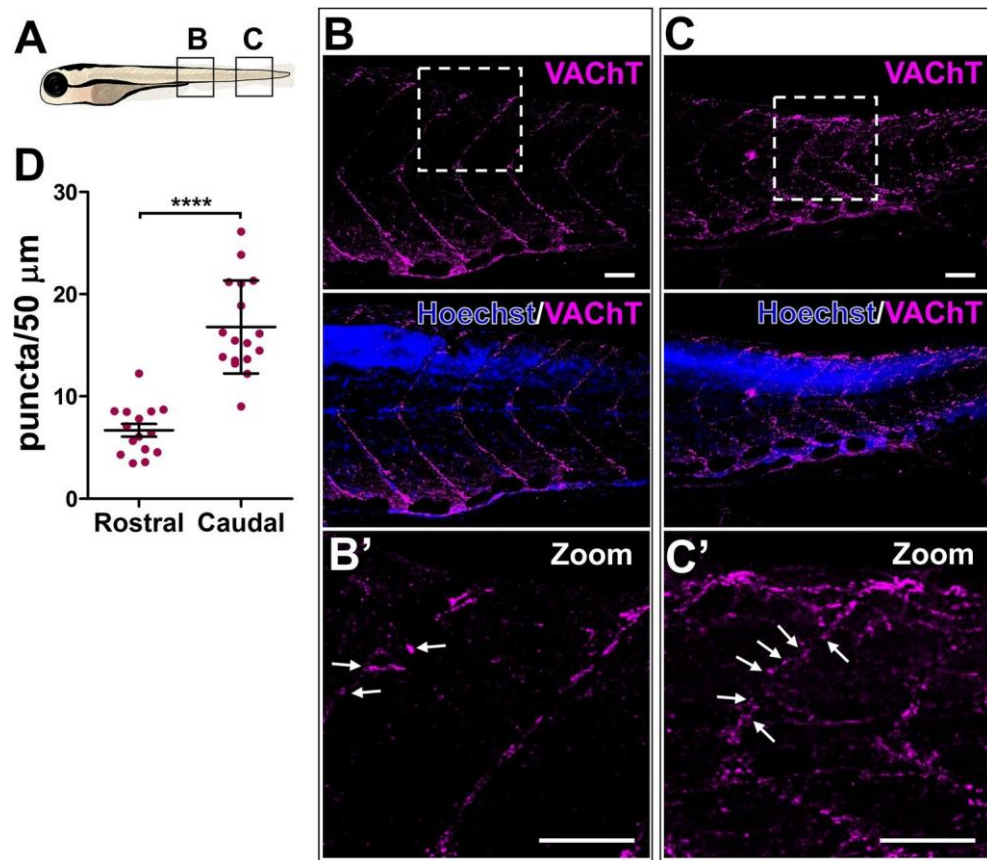 A
B
C
D
30
20
10
0
puncta/50 μm
****
Rostral
Caudal
B
VAChT
Hoechst/VAChT
B'
Zoom
C
VAChT
Hoechst/VAChT
C'
Zoom